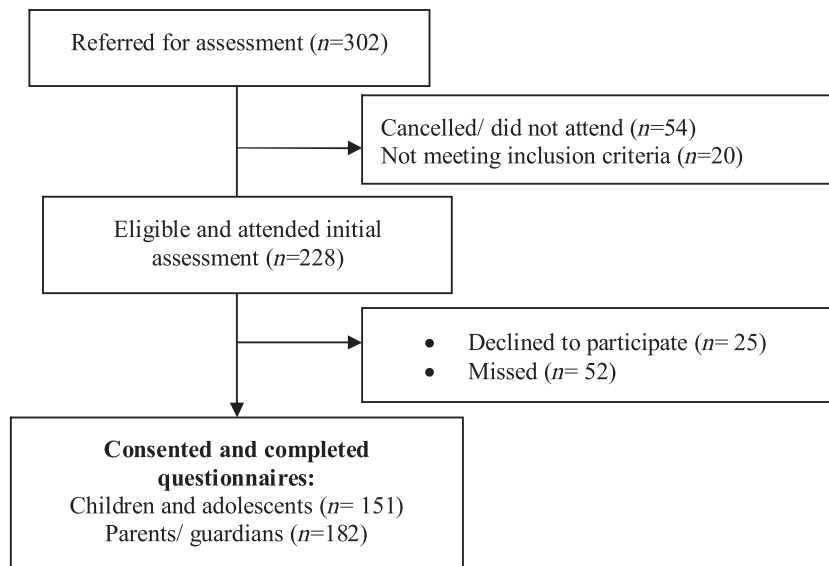 Referred for assessment (n=302)
Cancelled/ did not attend (n=54)
Not meeting inclusion criteria (n=20)
Eligible and attended initial
assessment (n=228)
• Declined to participate (n= 25)
• Missed (n= 52)
Consented and completed
questionnaires:
Children and adolescents (n= 151)
Parents/ guardians (n=182)